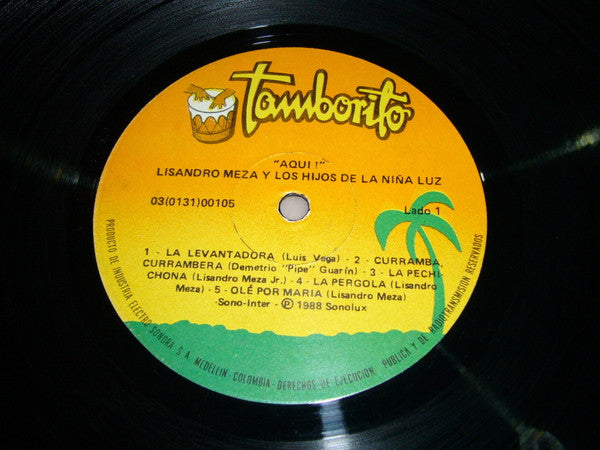 Tamborito
"AQUI!"
LISANDRO MEZA Y LOS HIJOS DE LA NIÑA LUZ
03(0131)00105
Lado 1
1 - LA LEVANTADORA (Luis Vega) - 2 - CURRAMBA,
CURRAMBERA (Demetrio "Pipe" Guarín) - 3 - LA PECHI-
CHONA (Lisandro Meza Jr.) - 4 - LA PERGOLA (Lisandro
Meza) - 5 - OLÉ POR MARIA (Lisandro Meza)
-Sono-Inter - ℗ 1988 Sonolux
PRODUCTO DE INDUSTRIA ELECTRO SONORA S.A. MEDELLIN COLOMBIA - DERECHOS DE EJECUCION PUBLICA Y DE RADIOTRANSMISION RESERVADOS